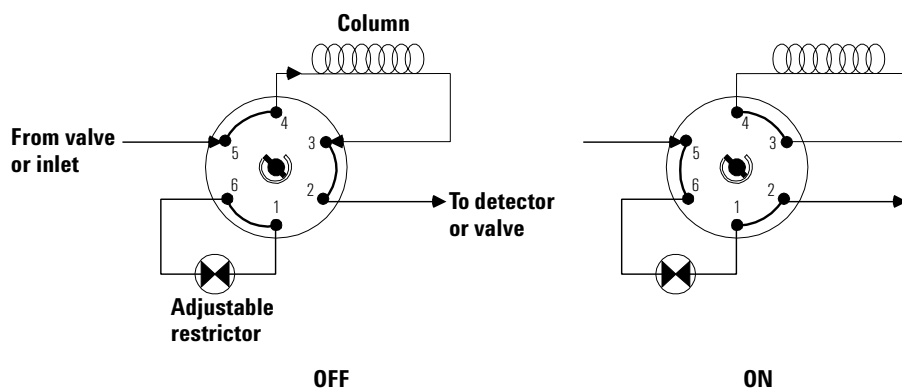 Column
4
3
5
6
2
1
From valve
or inlet
To detector
or valve
Adjustable
restrictor
OFF
4
3
5
6
2
1
ON